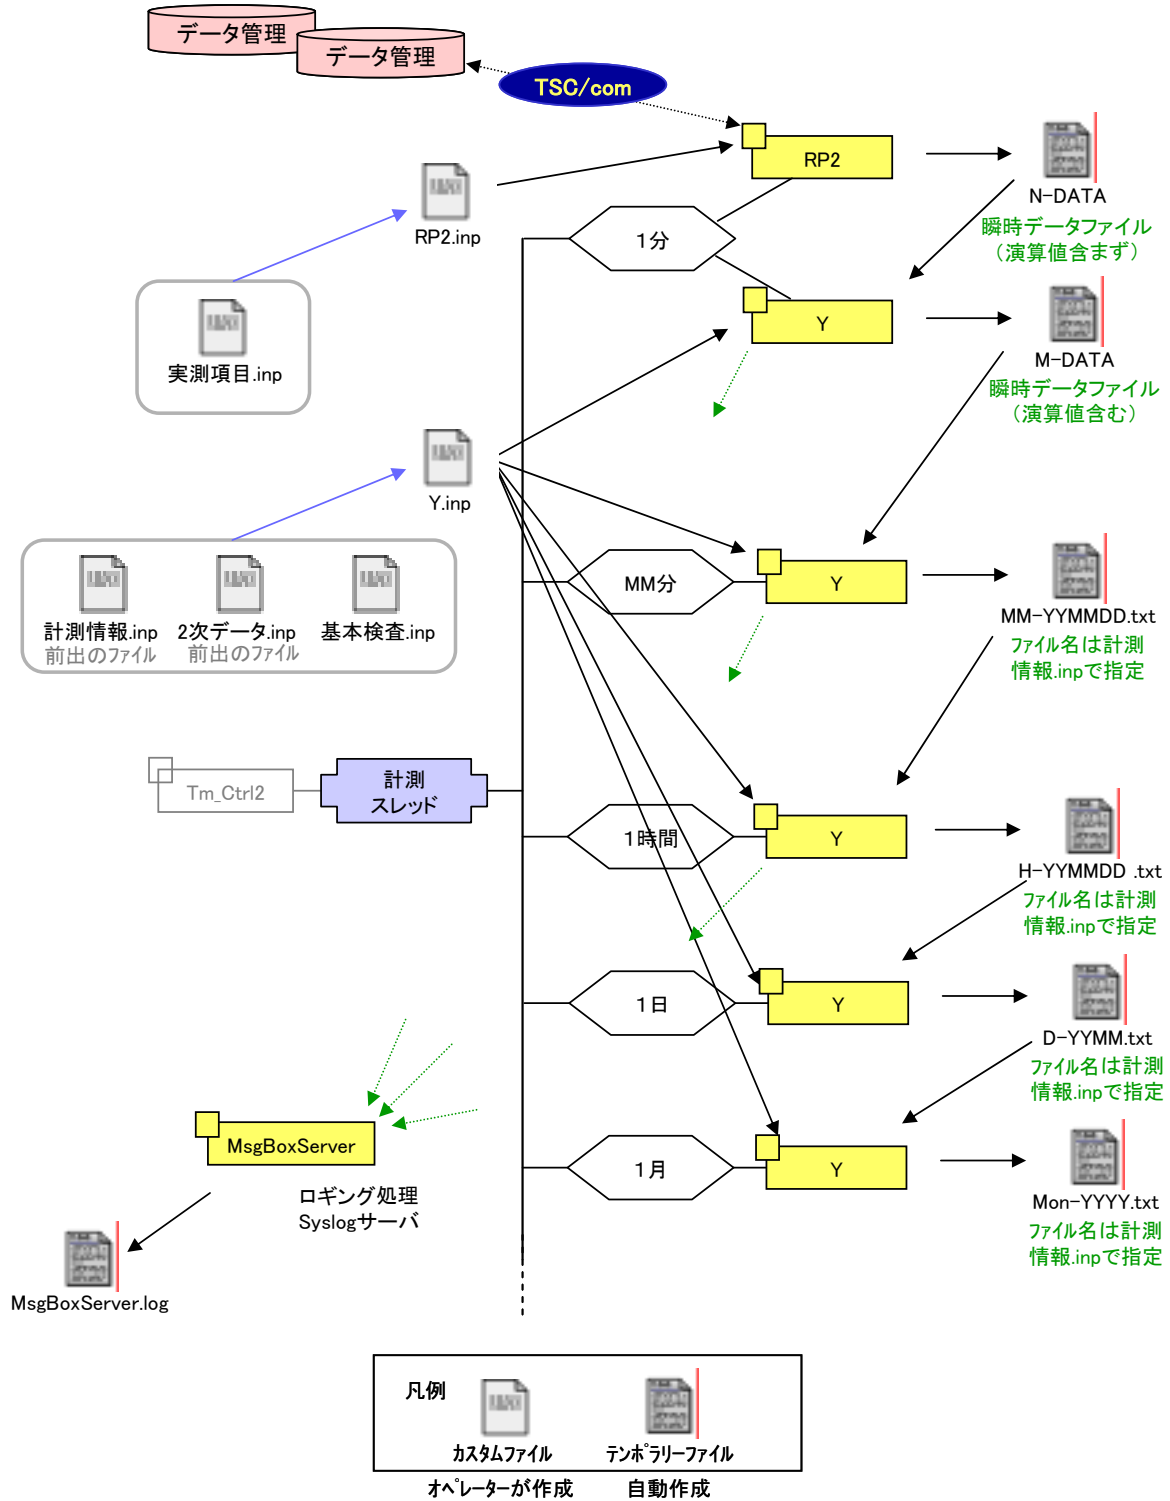 データ管理
データ管理
TSC/com
RP2
N-DATA
瞬時データファイル
(演算値含まず)
RP2.inp
1分
実測項目.inp
Y
M-DATA
瞬時データファイル
(演算値含む)
Y.inp
計測情報.inp
前出のファイル
2次データ.inp
前出のファイル
基本検査.inp
MM分
Y
MM-YYMMDD.txt
ファイル名は計測
情報.inpで指定
Tm_Ctrl2
計測
スレッド
1時間
Y
H-YYMMDD .txt
ファイル名は計測
情報.inpで指定
1日
Y
D-YYMM.txt
ファイル名は計測
情報.inpで指定
MsgBoxServer
ロギング処理
Syslogサーバ
1月
Y
Mon-YYYY.txt
ファイル名は計測
情報.inpで指定
MsgBoxServer.log
凡例
カスタムファイル
テンポラリーファイル
オペレーターが作成
自動作成